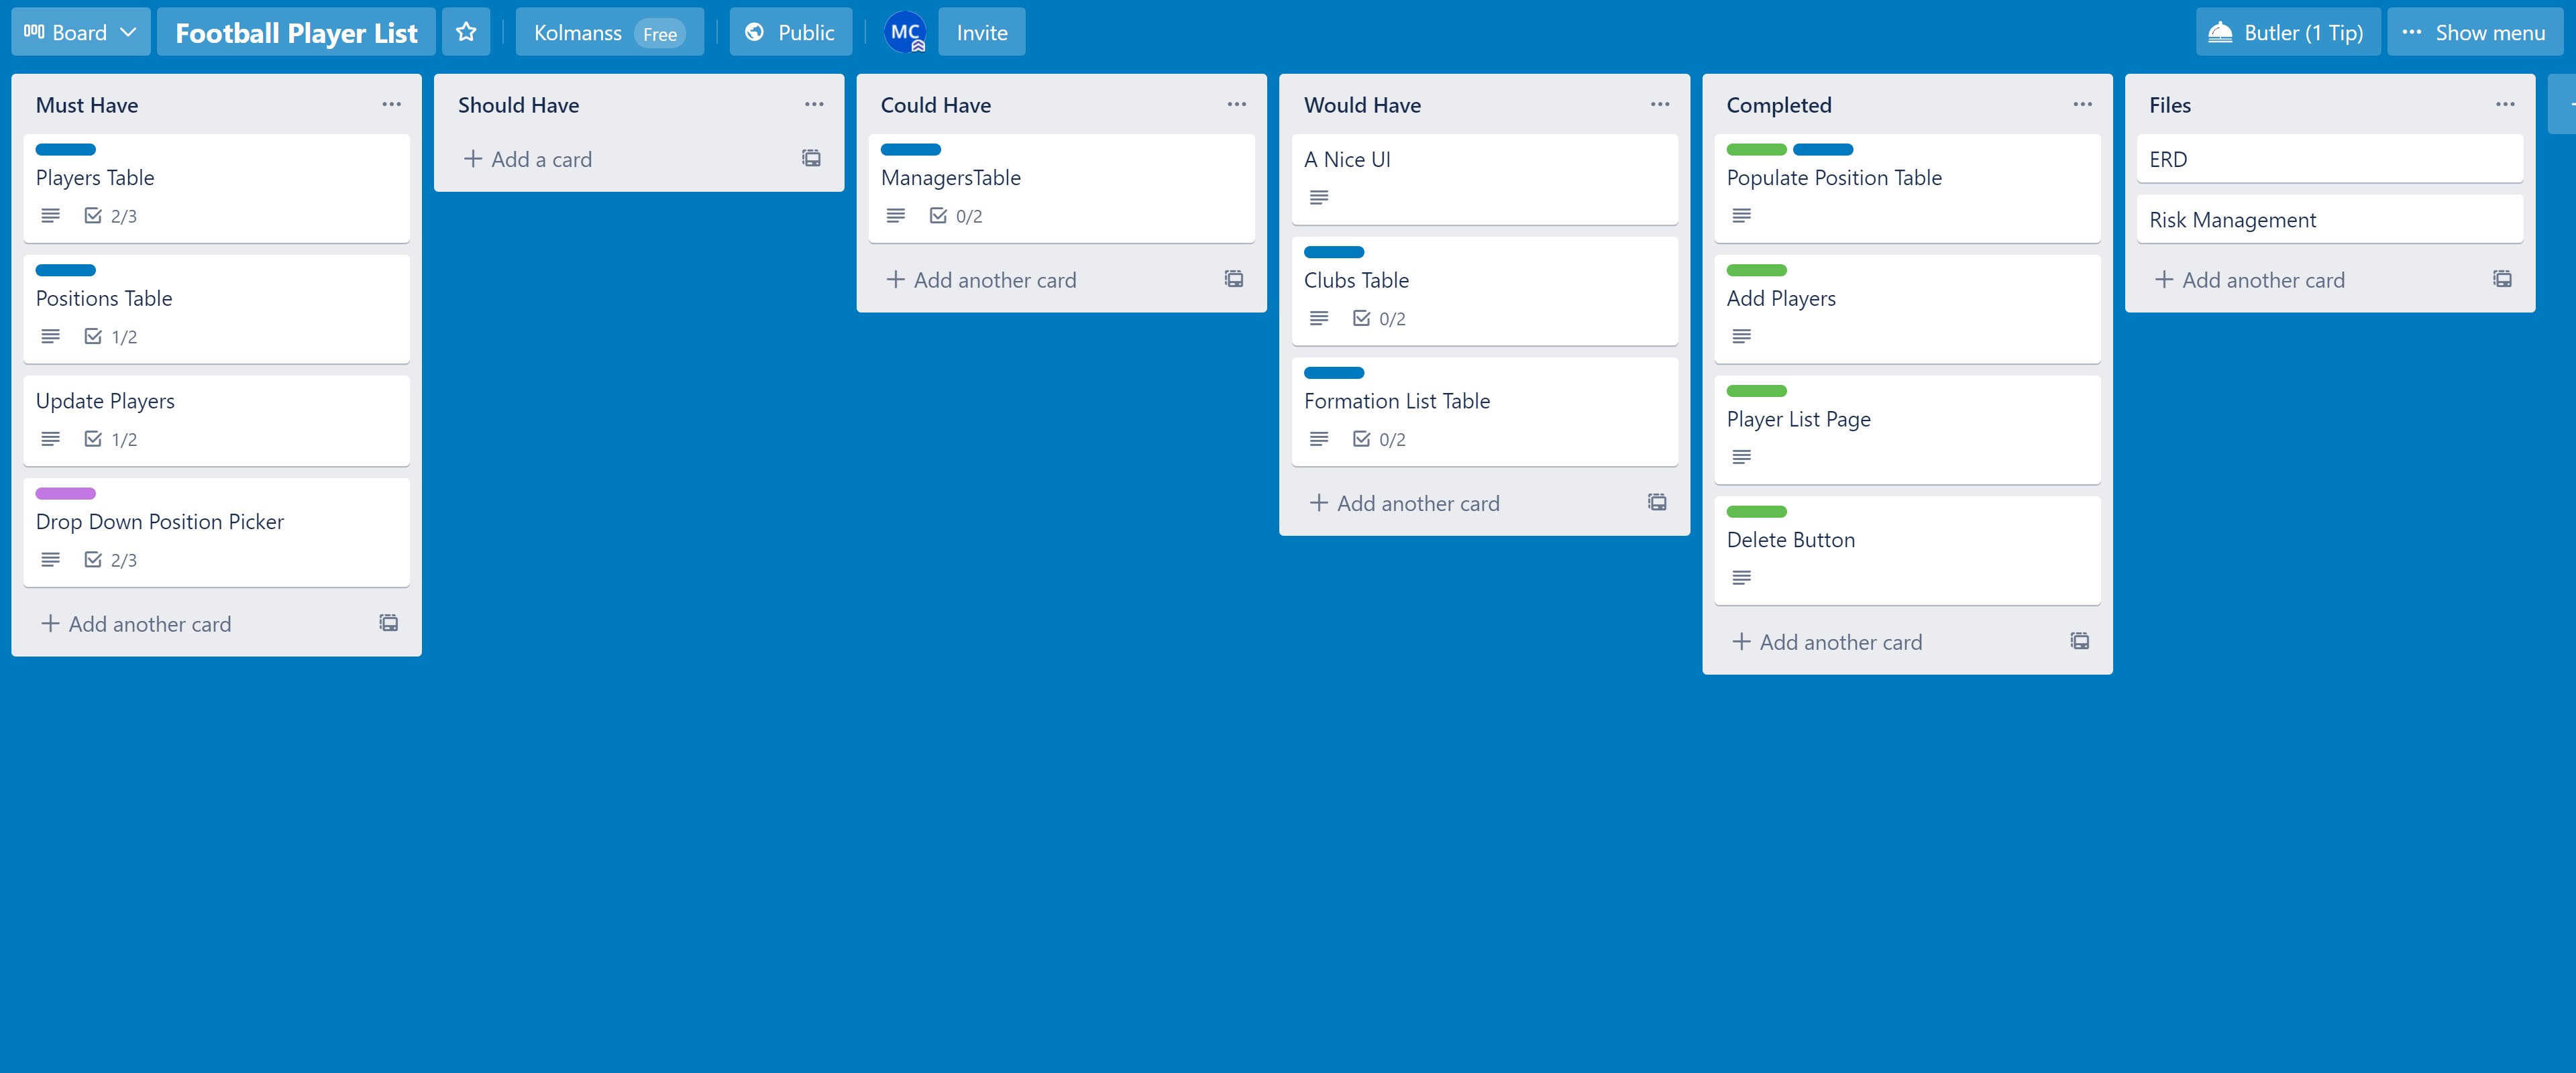 Board
Football Player List
Kolmanss Free
Public
MC
Invite
Butler (1 Tip)
Show menu
Must Have
Players Table
2/3
Positions Table
1/2
Update Players
1/2
Drop Down Position Picker
2/3
Add another card
Should Have
Add a card
Could Have
ManagersTable
0/2
Add another card
Would Have
A Nice UI
Clubs Table
0/2
Formation List Table
0/2
Add another card
Completed
Populate Position Table
Add Players
Player List Page
Delete Button
Add another card
Files
ERD
Risk Management
Add another card